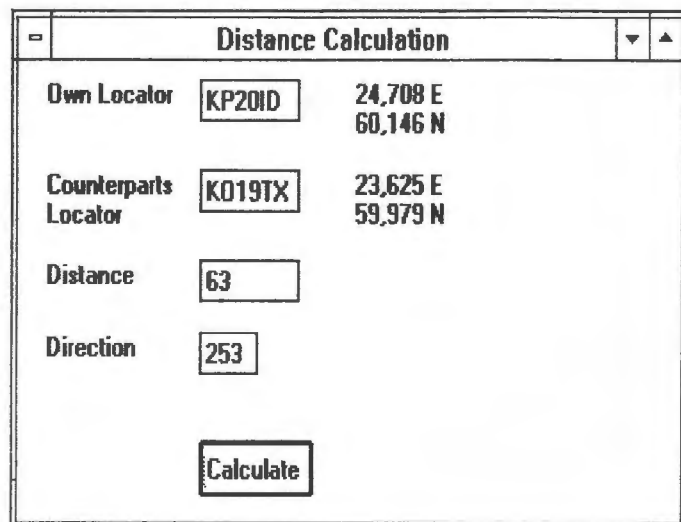 Distance Calculation
Own Locator KP20ID 24,708 E
60,146 N
Counterparts KO19TX 23,625 E
Locator 59,979 N
Distance 63
Direction 253
Calculate